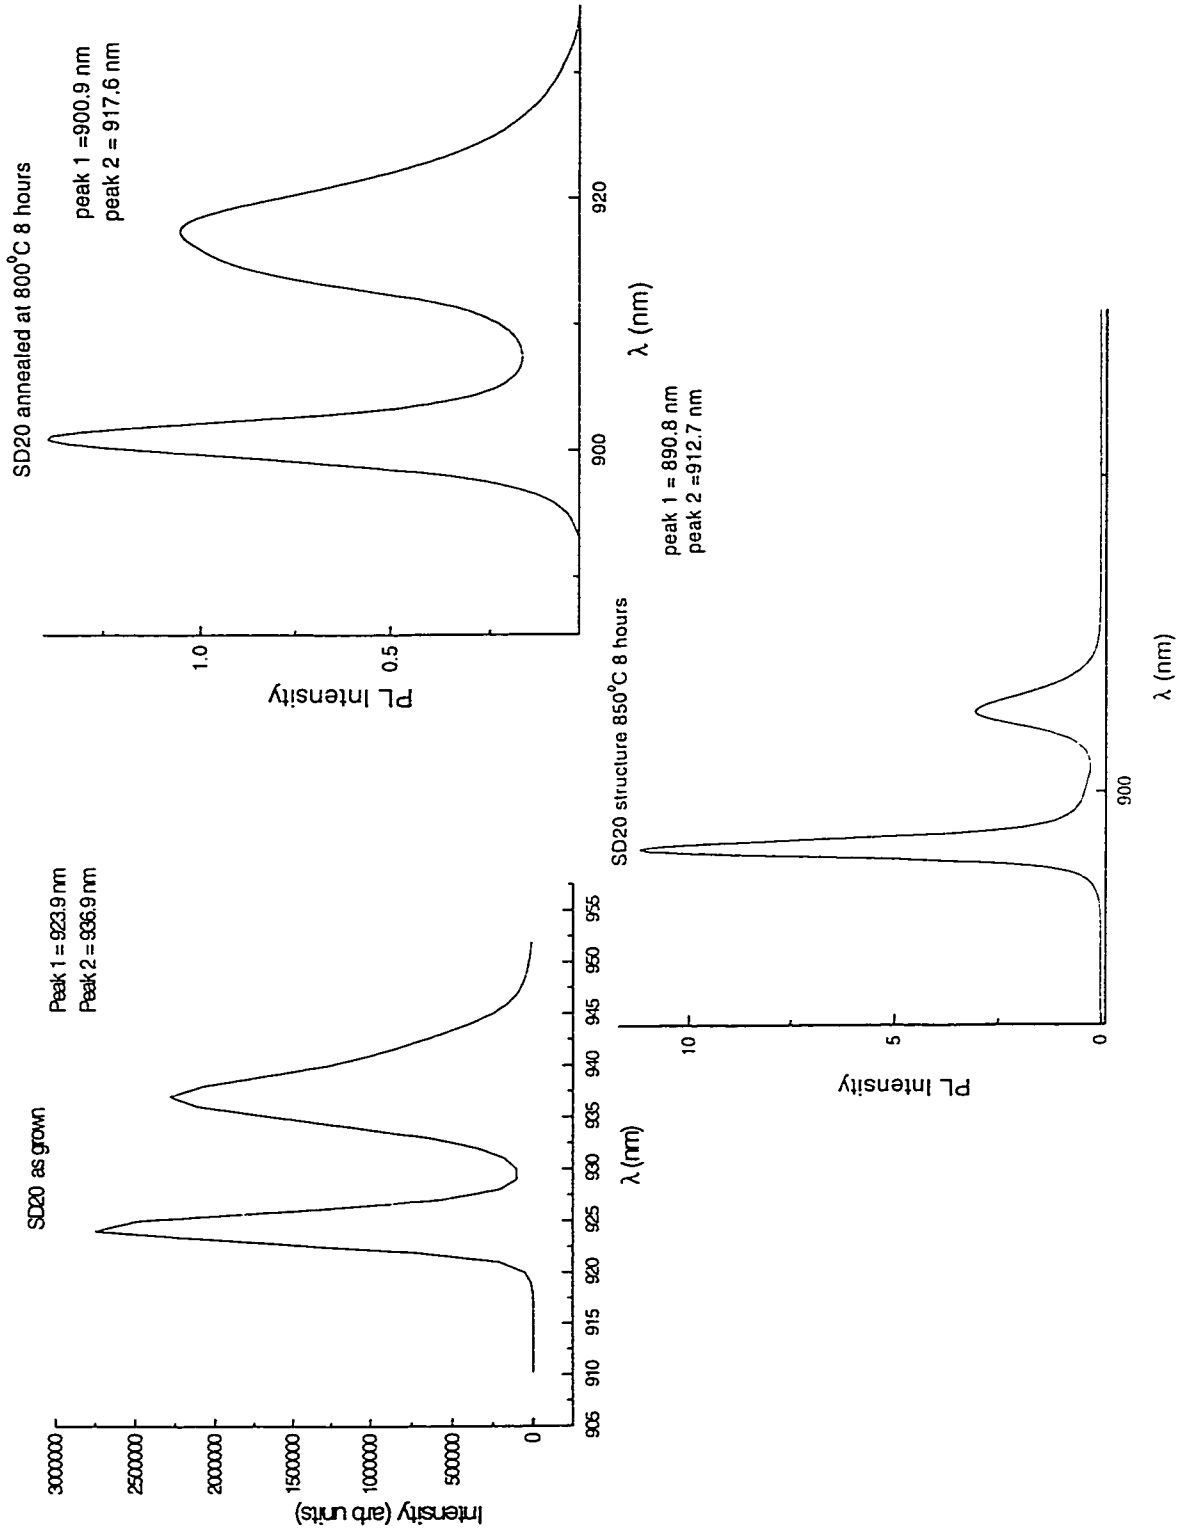 SD20 as grown
Peak 1 = 923.9 nm
Peak 2 = 936.9 nm
Intensity (arb units)
3000000
2500000
2000000
1500000
1000000
500000
0
905
910
915
920
925
930
935
940
945
950
955
λ (nm)
SD20 annealed at 800⁰C 8 hours
peak 1 =900.9 nm
peak 2 = 917.6 nm
PL Intensity
1.0
0.5
900
920
λ (nm)
SD20 structure 850⁰C 8 hours
peak 1 = 890.8 nm
peak 2 =912.7 nm
PL Intensity
10
5
0
900
λ (nm)